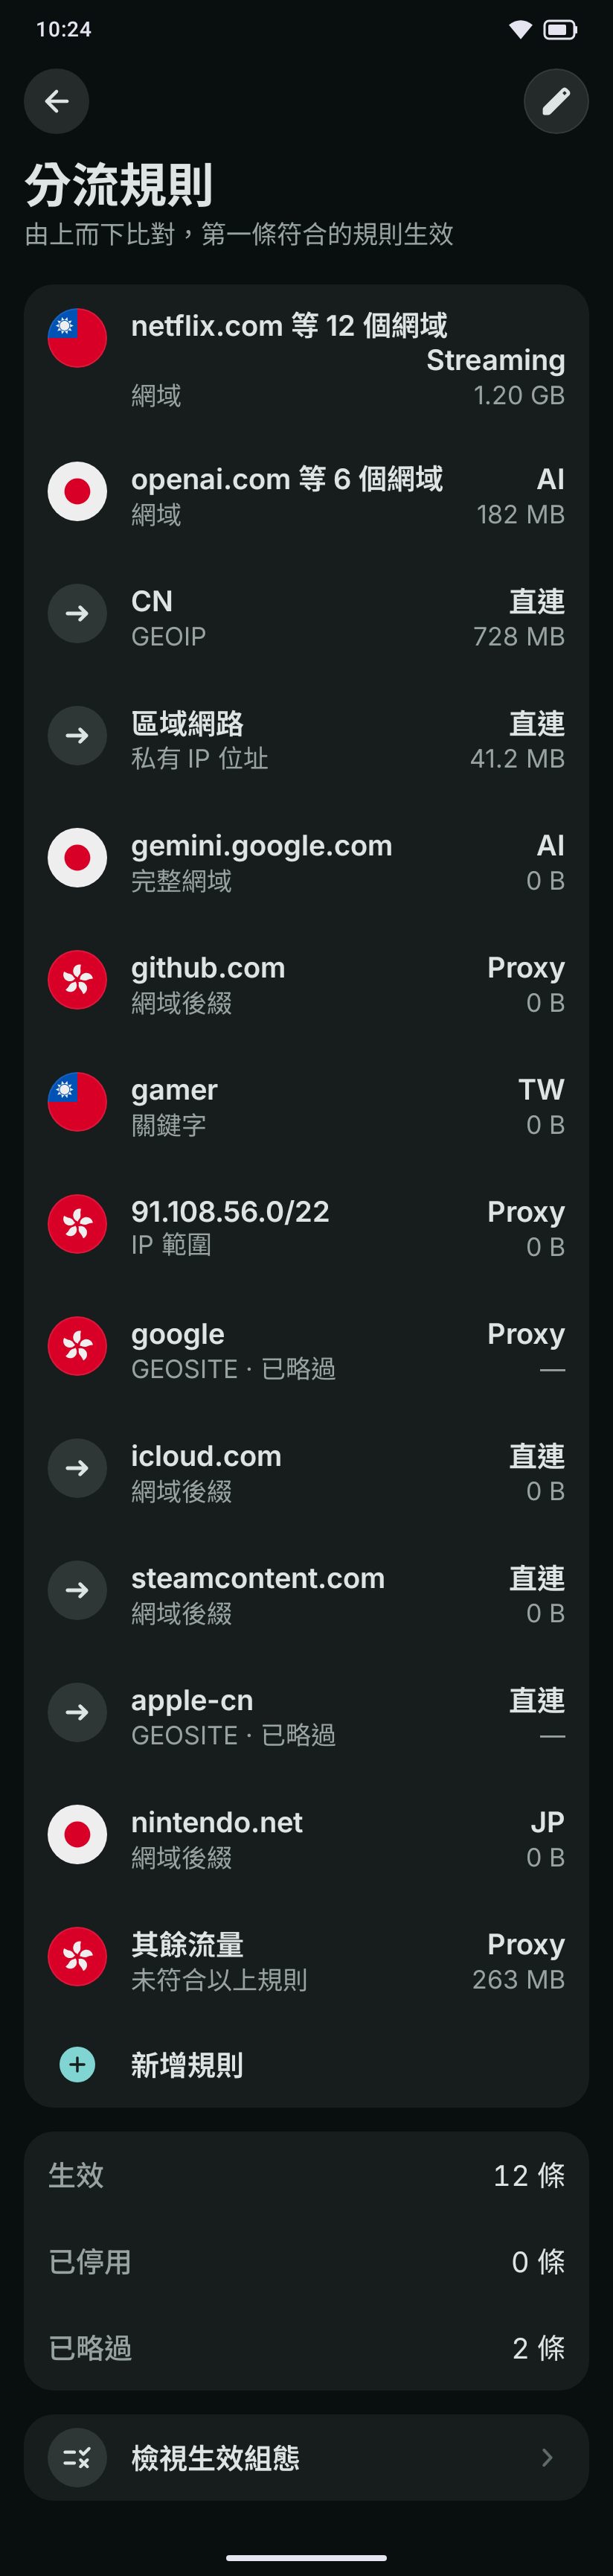 10:24
分流規則
由上而下比對，第一條符合的規則生效
netflix.com 等 12 個網域
Streaming
網域 1.20 GB
openai.com 等 6 個網域 AI
網域 182 MB
CN 直連
GEOIP 728 MB
區域網路 直連
私有 IP 位址 41.2 MB
gemini.google.com AI
完整網域 0 B
github.com Proxy
網域後綴 0 B
gamer TW
關鍵字 0 B
91.108.56.0/22 Proxy
IP 範圍 0 B
google Proxy
GEOSITE · 已略過 —
icloud.com 直連
網域後綴 0 B
steamcontent.com 直連
網域後綴 0 B
apple-cn 直連
GEOSITE · 已略過 —
nintendo.net JP
網域後綴 0 B
其餘流量 Proxy
未符合以上規則 263 MB
新增規則
生效 12 條
已停用 0 條
已略過 2 條
檢視生效組態